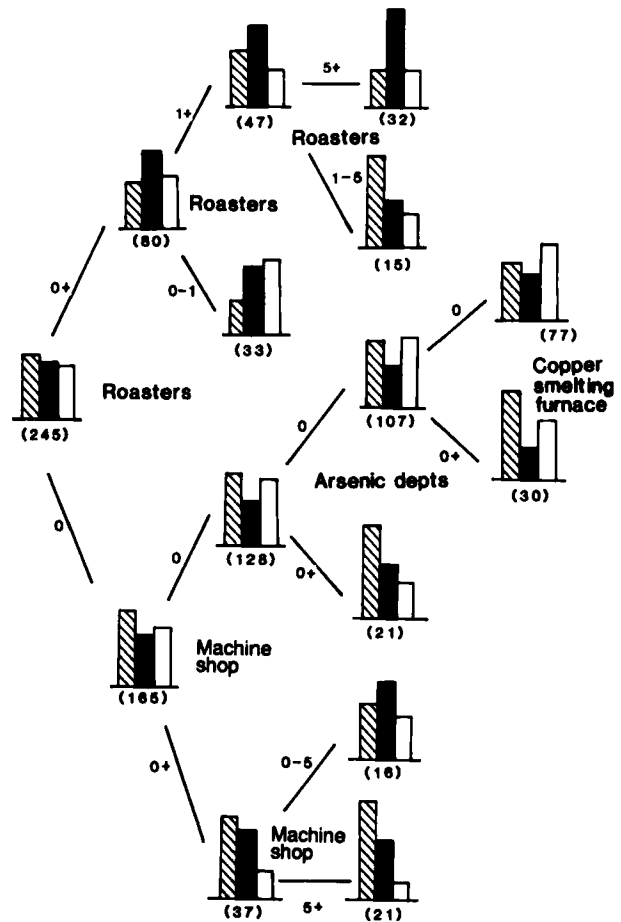 5+
1+
(47)
(32)
Roasters
1-5
Roasters
(80)
(15)
0+
0-1
(33)
0
(77)
Copper
smelting
furnace
Roasters
(245)
(107)
0
0+
Arsenic depts
(30)
0
0
(128)
0+
(21)
Machine
shop
(165)
0-5
0+
(16)
Machine
shop
(37)
5+
(21)